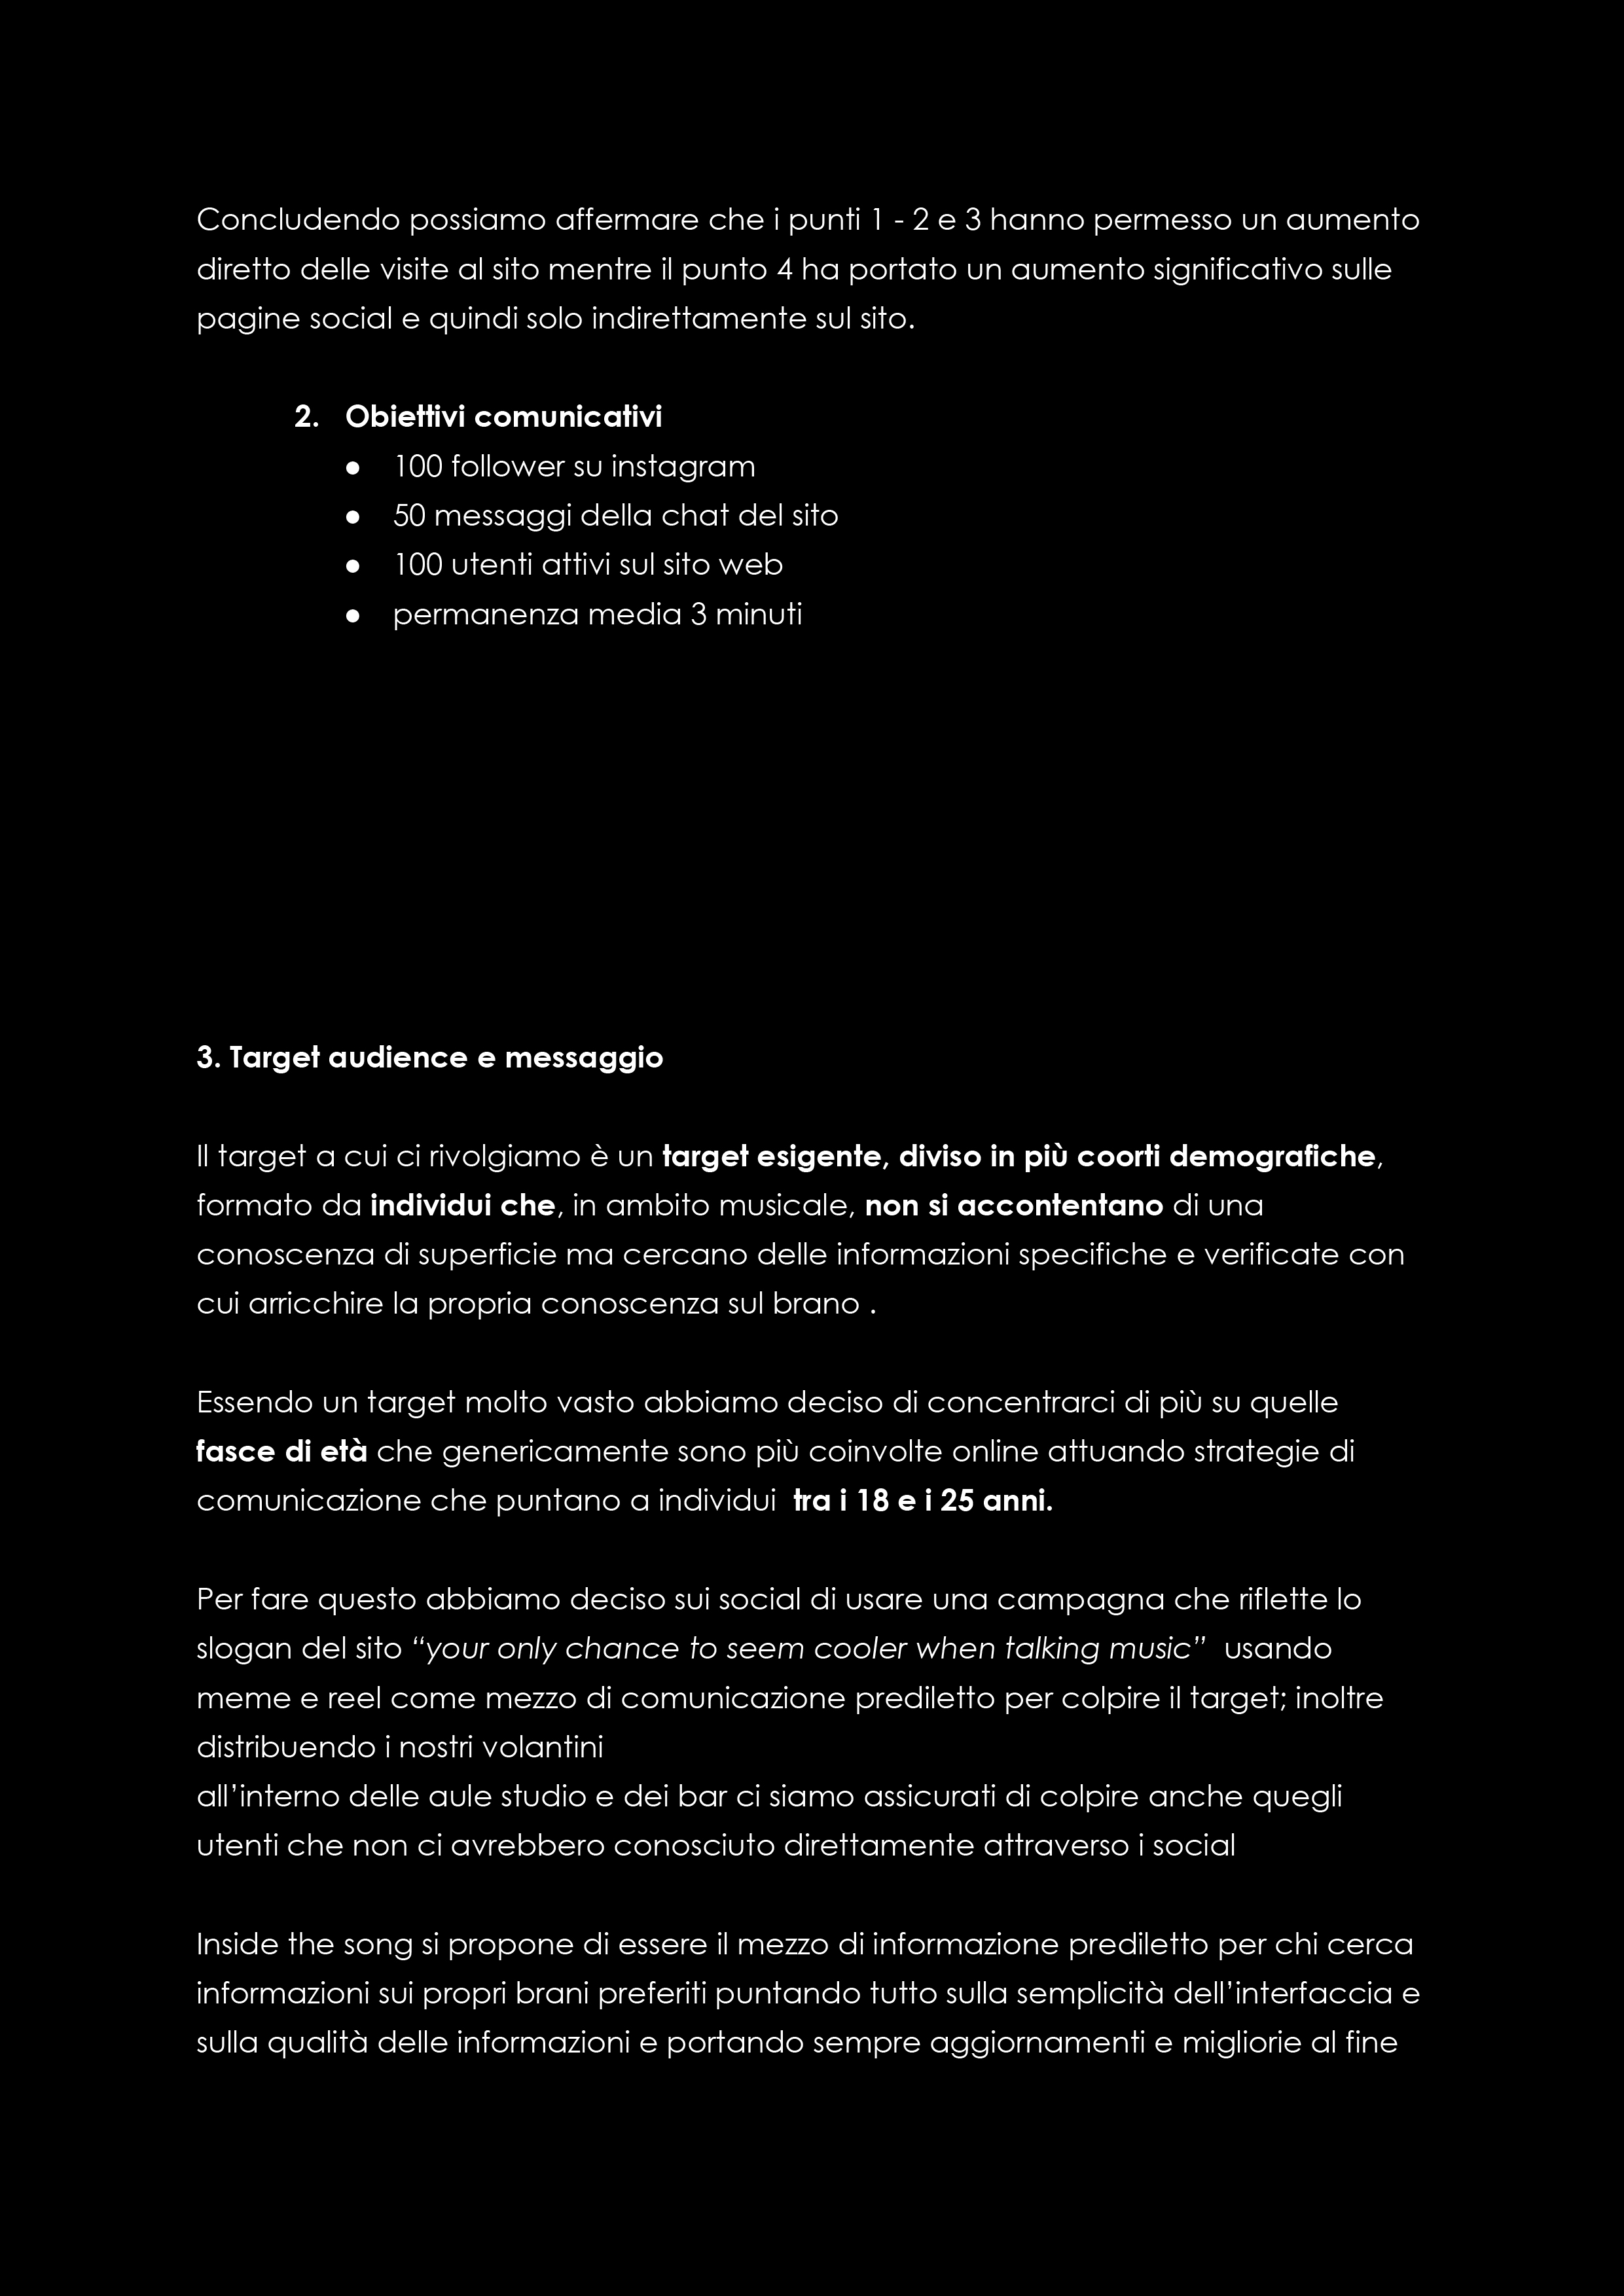 Concludendo possiamo affermare che i punti 1 - 2 e 3 hanno permesso un aumento
diretto delle visite al sito mentre il punto 4 ha portato un aumento significativo sulle
pagine social e quindi solo indirettamente sul sito.
2. Obiettivi comunicativi
● 100 follower su instagram
● 50 messaggi della chat del sito
● 100 utenti attivi sul sito web
● permanenza media 3 minuti
3. Target audience e messaggio
Il target a cui ci rivolgiamo è un target esigente, diviso in più coorti demografiche,
formato da individui che, in ambito musicale, non si accontentano di una
conoscenza di superficie ma cercano delle informazioni specifiche e verificate con
cui arricchire la propria conoscenza sul brano .
Essendo un target molto vasto abbiamo deciso di concentrarci di più su quelle
fasce di età che genericamente sono più coinvolte online attuando strategie di
comunicazione che puntano a individui  tra i 18 e i 25 anni.
Per fare questo abbiamo deciso sui social di usare una campagna che riflette lo
slogan del sito “your only chance to seem cooler when talking music”  usando
meme e reel come mezzo di comunicazione prediletto per colpire il target; inoltre
distribuendo i nostri volantini
all’interno delle aule studio e dei bar ci siamo assicurati di colpire anche quegli
utenti che non ci avrebbero conosciuto direttamente attraverso i social
Inside the song si propone di essere il mezzo di informazione prediletto per chi cerca
informazioni sui propri brani preferiti puntando tutto sulla semplicità dell’interfaccia e
sulla qualità delle informazioni e portando sempre aggiornamenti e migliorie al fine